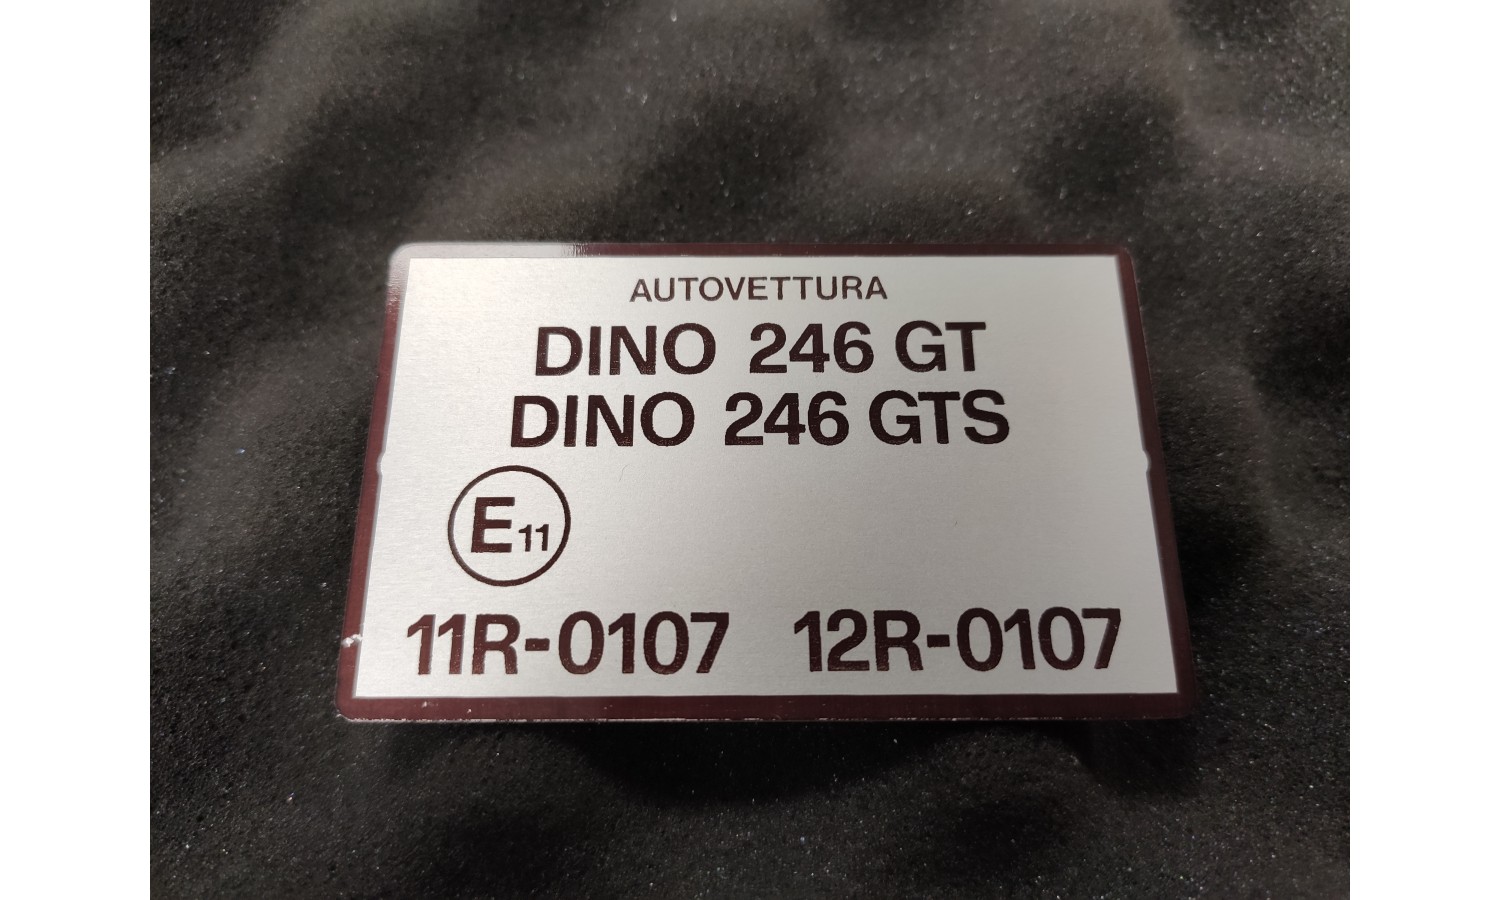 AUTOVETTURA
DINO 246 GT
DINO 246 GTS
E11
11R-0107 12R-0107